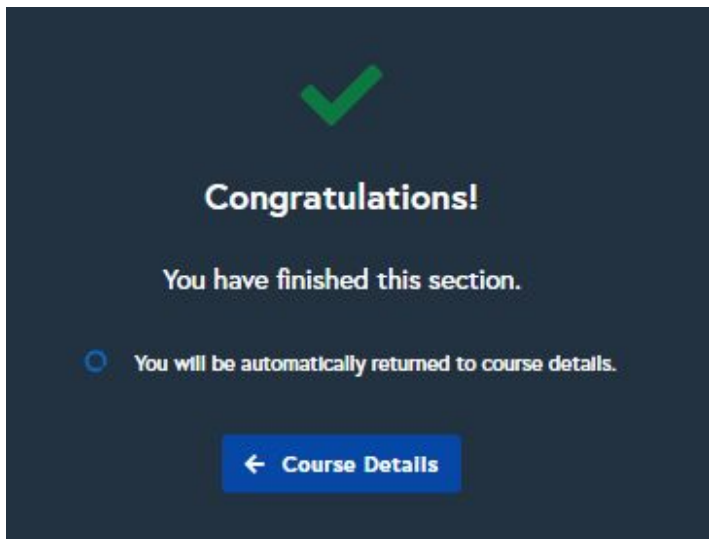 Congratulations!
You have finished this section.
You will be automatically returned to course details.
Course Details